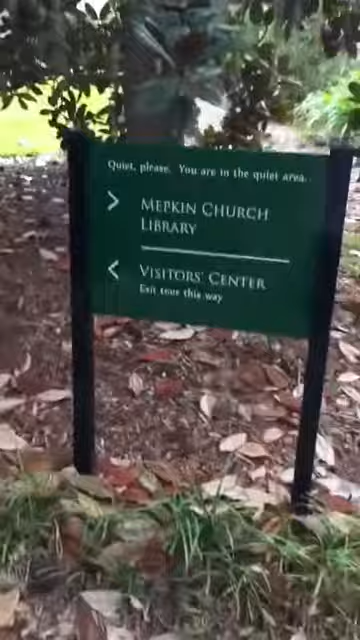 Quiet, please. You are in the quiet area.
> MEPKIN CHURCH
LIBRARY
< VISITORS' CENTER
Exit tour this way